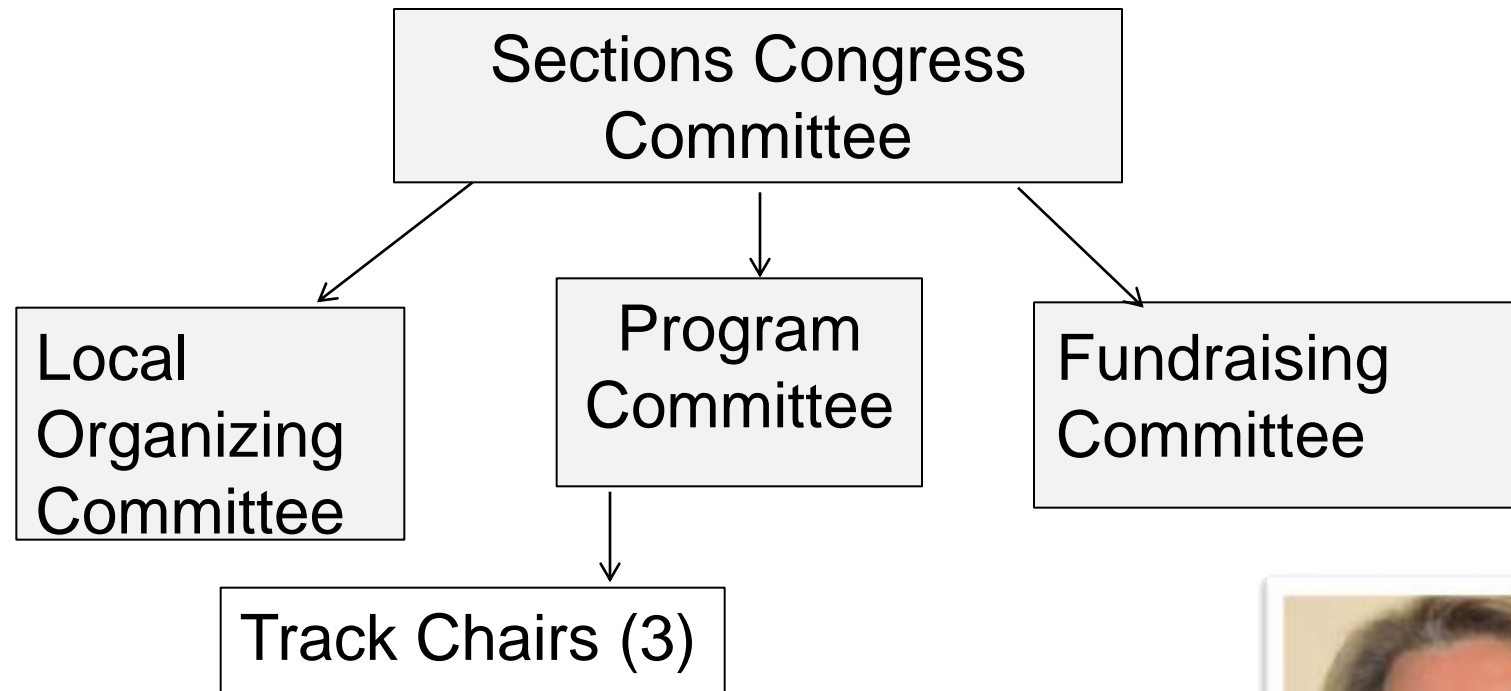 Sections Congress
Committee
Local
Organizing
Committee
Program
Committee
Fundraising
Committee
Track Chairs (3)